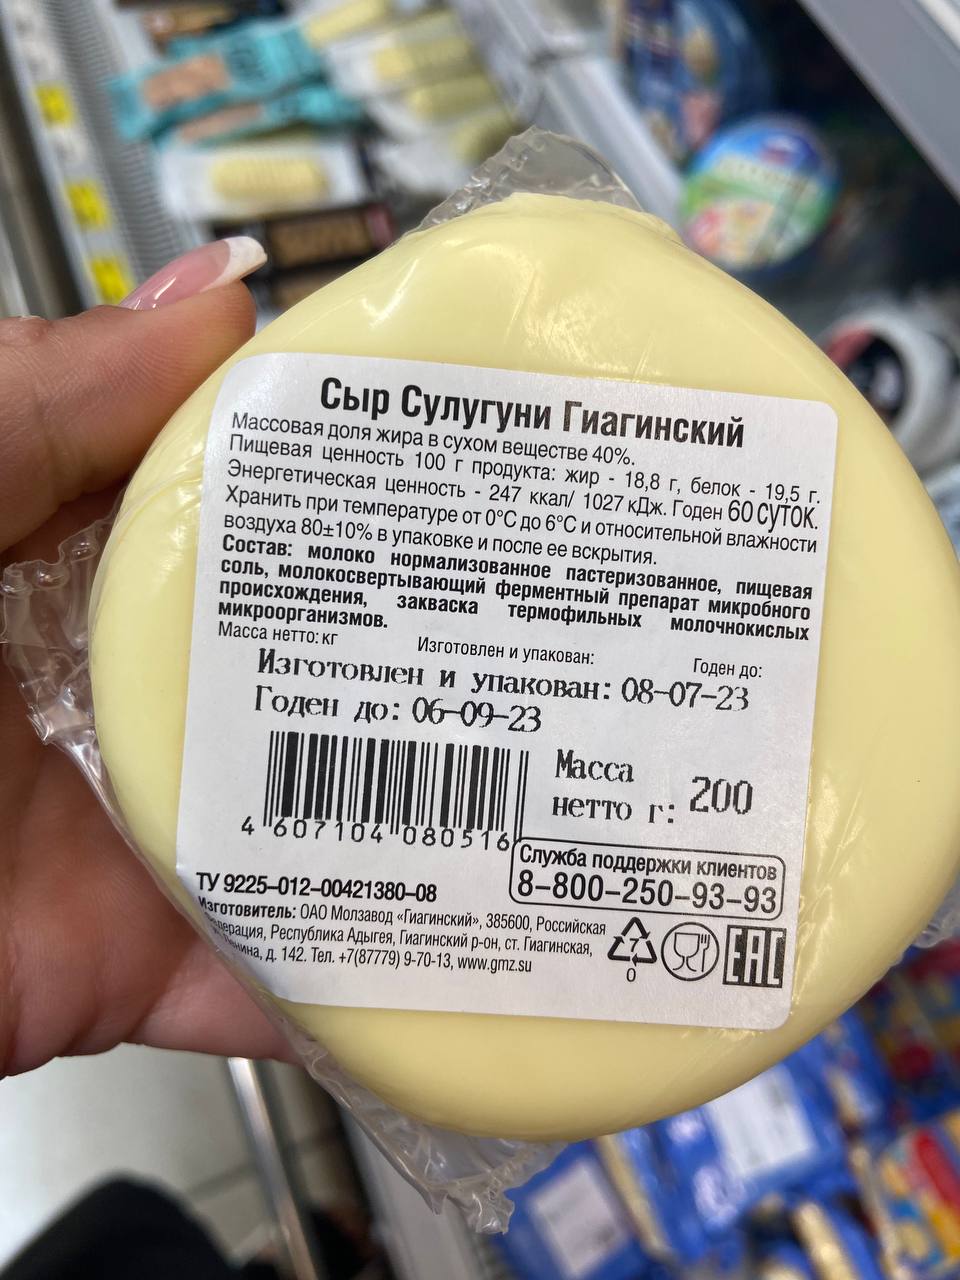 Сыр Сулугуни Гиагинский
Массовая доля жира в сухом веществе 40%.
Пищевая ценность 100 г продукта: жир - 18,8 г, белок - 19,5 г.
Энергетическая ценность - 247 ккал/ 1027 кДж. Годен 60 суток.
Хранить при температуре от 0°С до 6°С и относительной влажности
воздуха 80±10% в упаковке и после ее вскрытия.
Состав: молоко нормализованное пастеризованное, пищевая
соль, молокосвертывающий ферментный препарат микробного
происхождения, закваска термофильных молочнокислых
микроорганизмов.
Масса нетто: кг Изготовлен и упакован: Годен до:
Изготовлен и упакован: 08-07-23
Годен до: 06-09-23
Масса
нетто г: 200
4 607104 080516
Служба поддержки клиентов
8-800-250-93-93
ТУ 9225-012-00421380-08
Изготовитель: ОАО Молзавод «Гиагинский», 385600, Российская
Федерация, Республика Адыгея, Гиагинский р-он, ст. Гиагинская,
Ленина, д. 142. Тел. +7(87779) 9-70-13, www.gmz.su
7
0
EAC